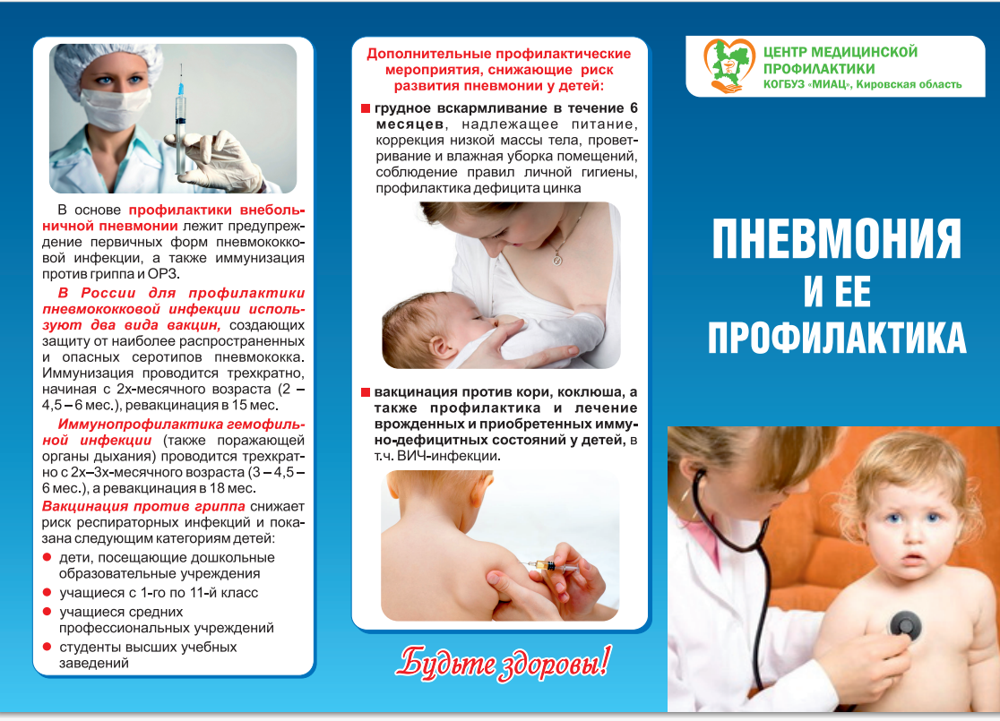 В основе профилактики внеболь-
ничной пневмонии лежит предупреж-
дение первичных форм пневмококко-
вой инфекции, а также иммунизация
против гриппа и ОРЗ.
В России для профилактики
пневмококковой инфекции исполь-
зуют два вида вакцин, создающих
защиту от наиболее распространенных
и опасных серотипов пневмококка.
Иммунизация проводится трехкратно,
начиная с 2х-месячного возраста (2 –
4,5 – 6 мес.), ревакцинация в 15 мес.
Иммунопрофилактика гемофиль-
ной инфекции (также поражающей
органы дыхания) проводится трехкрат-
но с 2х–3х-месячного возраста (3 – 4,5 –
6 мес.), а ревакцинация в 18 мес.
Вакцинация против гриппа снижает
риск респираторных инфекций и пока-
зана следующим категориям детей:
● дети, посещающие дошкольные
образовательные учреждения
● учащиеся с 1-го по 11-й класс
● учащиеся средних
профессиональных учреждений
● студенты высших учебных
заведений
Дополнительные профилактические
мероприятия, снижающие риск
развития пневмонии у детей:
■ грудное вскармливание в течение 6
месяцев, надлежащее питание,
коррекция низкой массы тела, провет-
ривание и влажная уборка помещений,
соблюдение правил личной гигиены,
профилактика дефицита цинка
■ вакцинация против кори, коклюша, а
также профилактика и лечение
врожденных и приобретенных имму-
но-дефицитных состояний у детей, в
т.ч. ВИЧ-инфекции.
Будьте здоровы!
ЦЕНТР МЕДИЦИНСКОЙ
ПРОФИЛАКТИКИ
КОГБУЗ «МИАЦ», Кировская область
ПНЕВМОНИЯ
И ЕЕ
ПРОФИЛАКТИКА